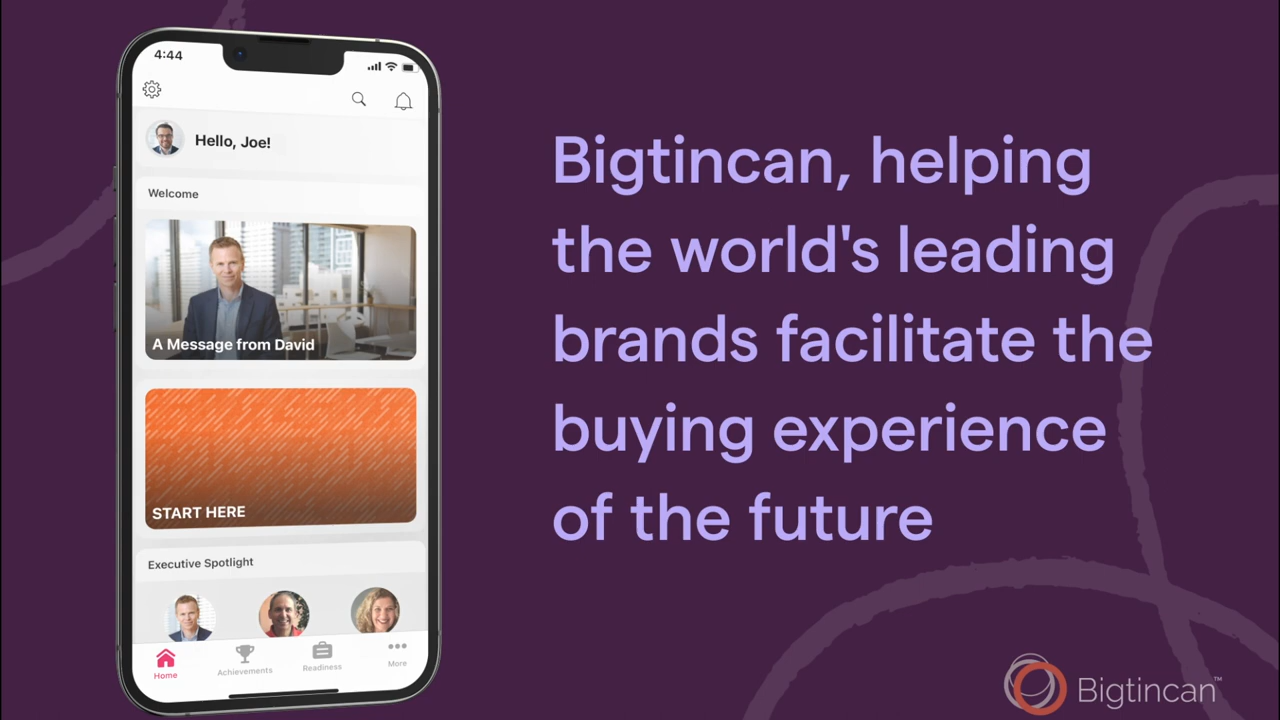 4:44
Hello, Joe!
Welcome
A Message from David
START HERE
Executive Spotlight
Home
Achievements
Readiness
More
Bigtincan, helping
the world's leading
brands facilitate the
buying experience
of the future
Bigtincan™